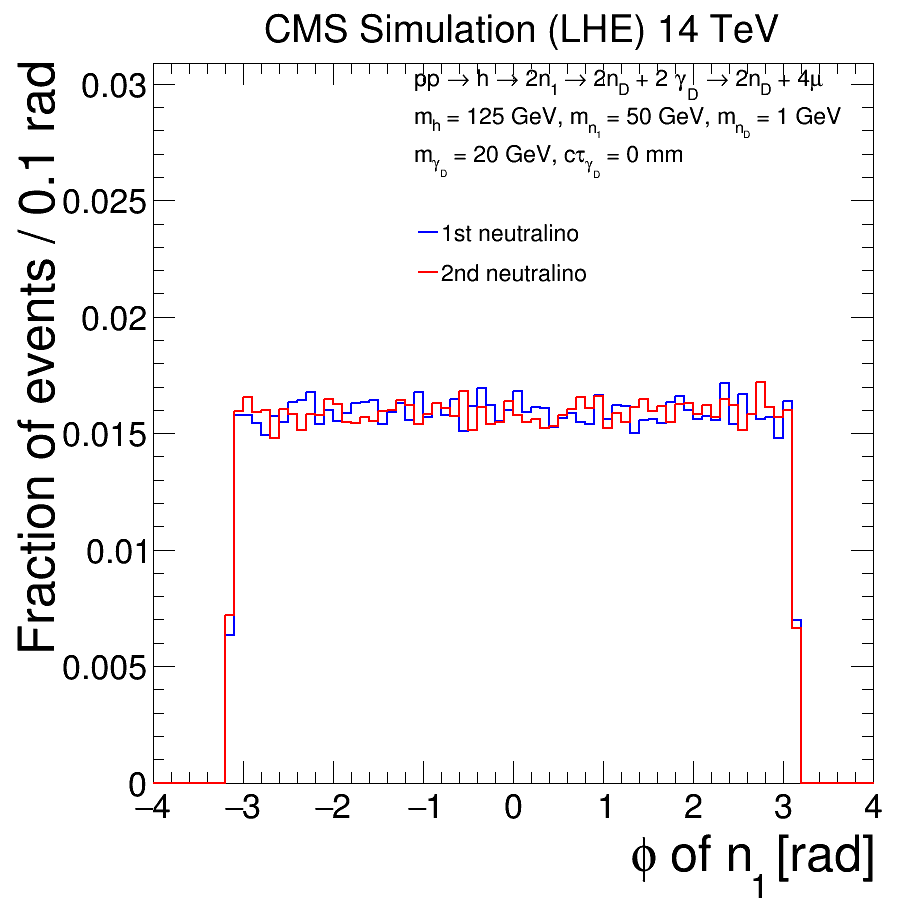 CMS Simulation (LHE) 14 TeV
pp → h → 2n1 → 2nD + 2 γD → 2nD + 4μ
mh = 125 GeV, mn1 = 50 GeV, mnD = 1 GeV
mγD = 20 GeV, cτγD = 0 mm
1st neutralino
2nd neutralino
Fraction of events / 0.1 rad
0.03
0.025
0.02
0.015
0.01
0.005
0
−4 −3 −2 −1 0 1 2 3 4
ϕ of n1 [rad]